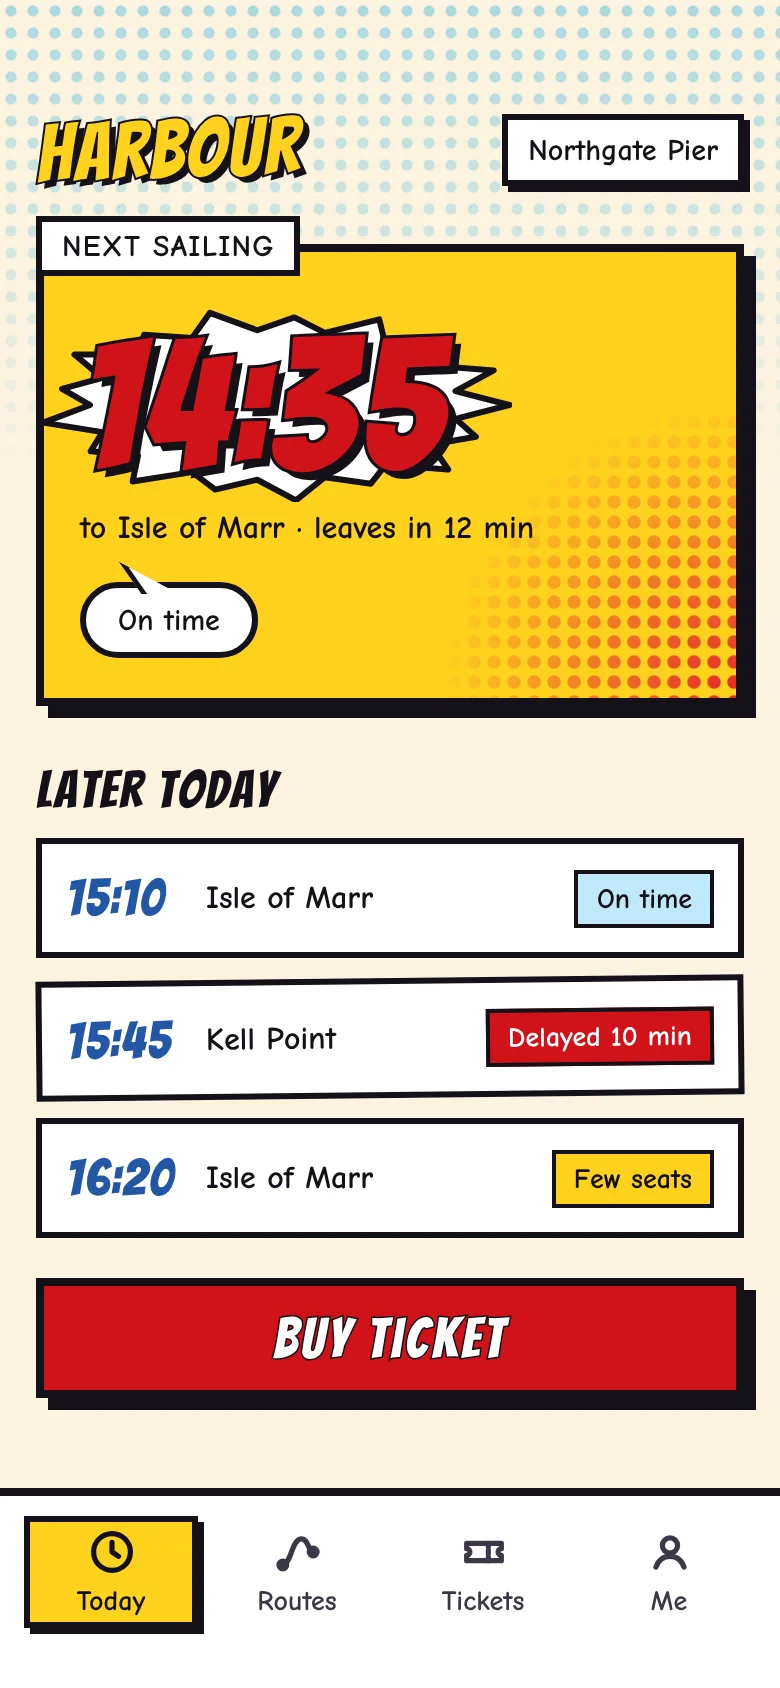 HARBOUR
Northgate Pier
NEXT SAILING
14:35
to Isle of Marr · leaves in 12 min
On time
LATER TODAY
15:10 Isle of Marr On time
15:45 Kell Point Delayed 10 min
16:20 Isle of Marr Few seats
BUY TICKET
Today Routes Tickets Me